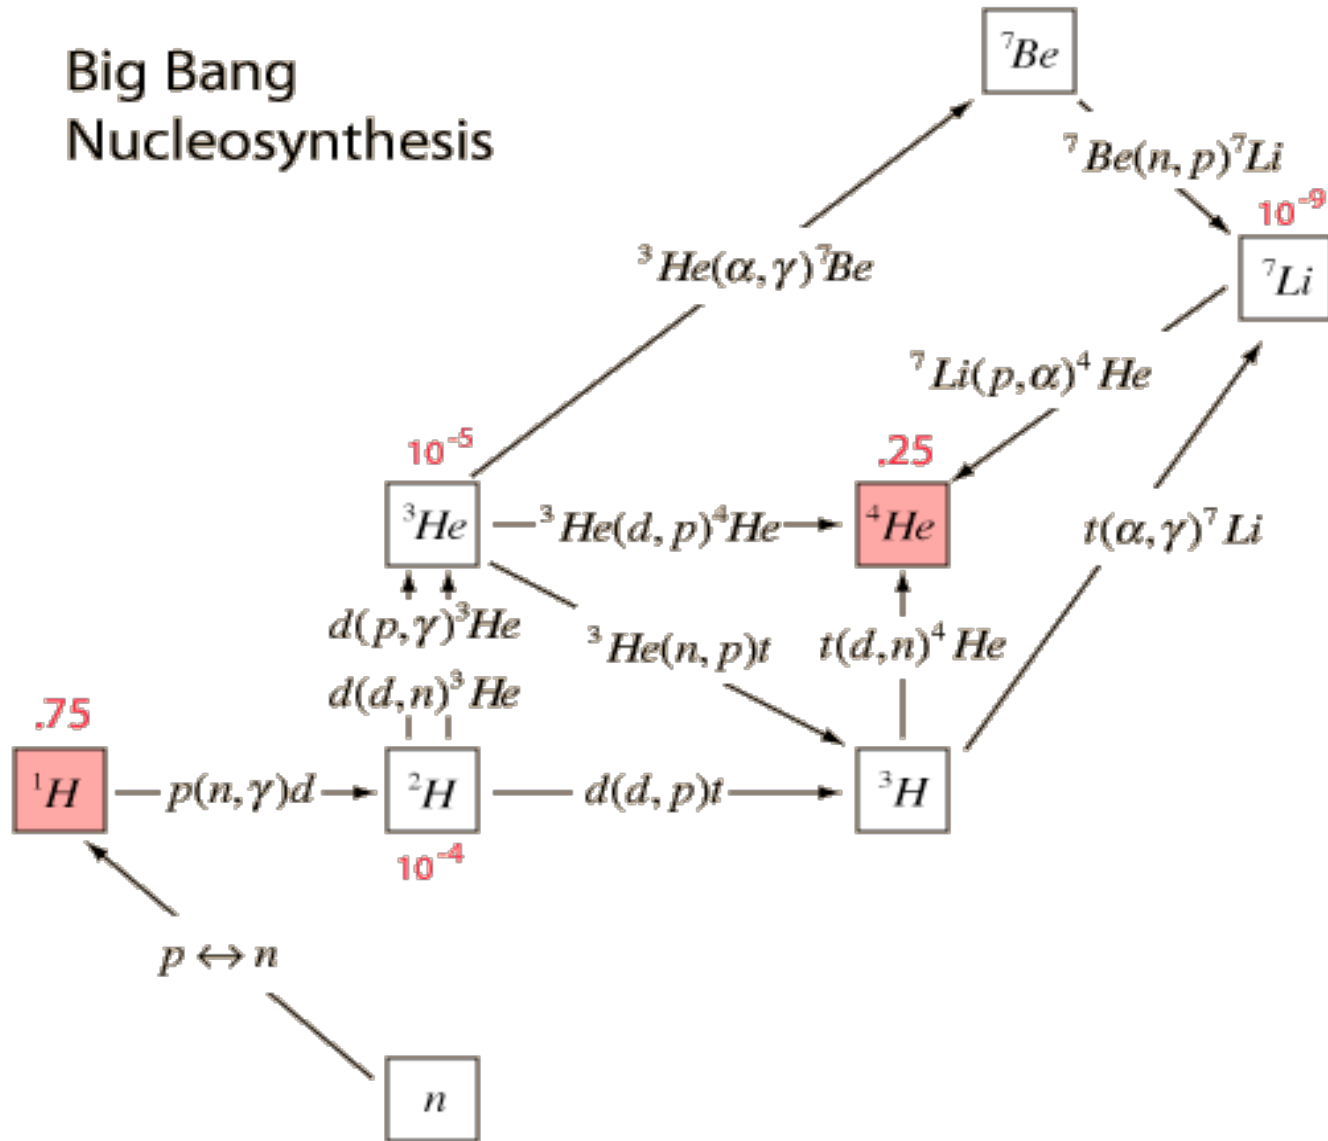 Big Bang
Nucleosynthesis
⁷Be
⁷Be(n, p)⁷Li
10⁻⁹
⁷Li
³He(α, γ)⁷Be
⁷Li(p, α)⁴He
10⁻⁵
.25
³He
³He(d, p)⁴He
⁴He
t(α, γ)⁷Li
d(p, γ)³He
³He(n, p)t
t(d, n)⁴He
d(d, n)³He
.75
¹H
p(n, γ)d
²H
d(d, p)t
³H
10⁻⁴
p ↔ n
n